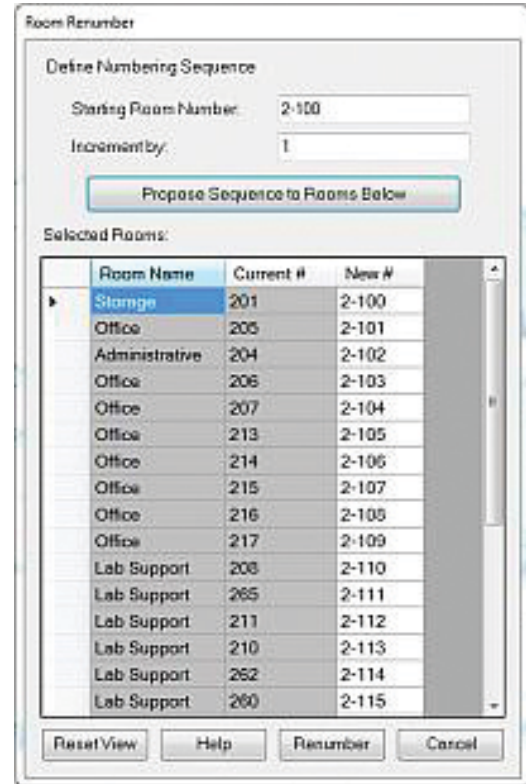 Room Renumber
Define Numbering Sequence
Starting Room Number: 2-100
Increment by: 1
Propose Sequence to Rooms Below
Selected Rooms:
Room Name Current # New #
Storage 201 2-100
Office 205 2-101
Administrative 204 2-102
Office 206 2-103
Office 207 2-104
Office 213 2-105
Office 214 2-106
Office 215 2-107
Office 216 2-108
Office 217 2-109
Lab Support 208 2-110
Lab Support 265 2-111
Lab Support 211 2-112
Lab Support 210 2-113
Lab Support 262 2-114
Lab Support 260 2-115
Reset View Help Renumber Cancel